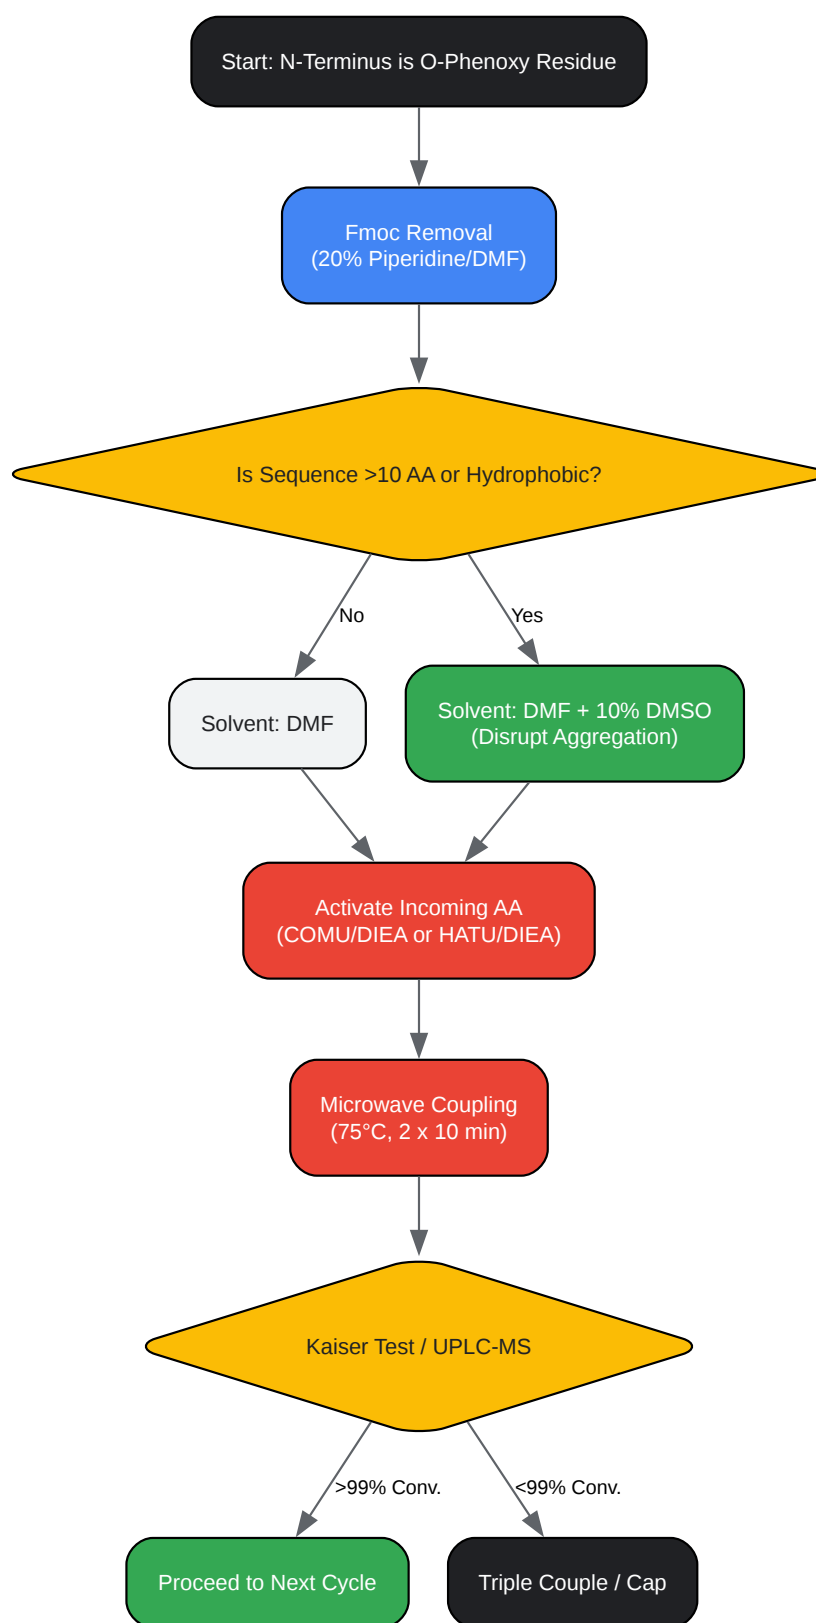 Start: N-Terminus is O-Phenoxy Residue
Fmoc Removal
(20% Piperidine/DMF)
Is Sequence >10 AA or Hydrophobic?
No
Yes
Solvent: DMF
Solvent: DMF + 10% DMSO
(Disrupt Aggregation)
Activate Incoming AA
(COMU/DIEA or HATU/DIEA)
Microwave Coupling
(75°C, 2 x 10 min)
Kaiser Test / UPLC-MS
>99% Conv.
<99% Conv.
Proceed to Next Cycle
Triple Couple / Cap